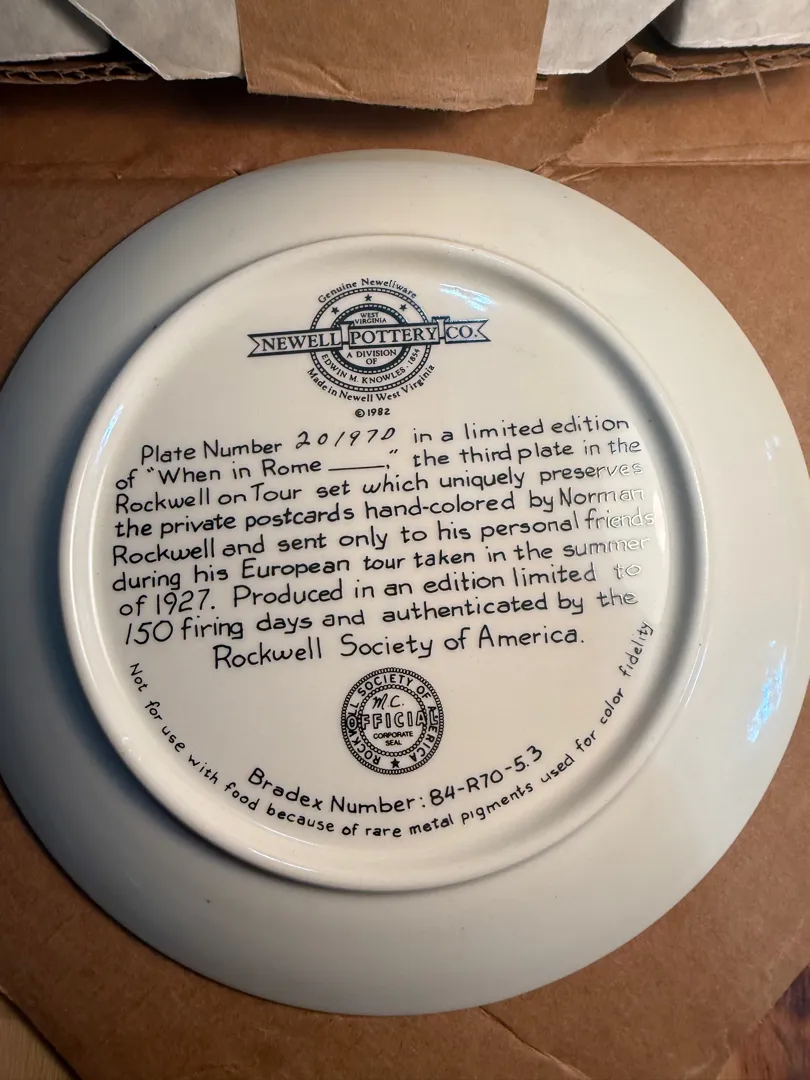 Genuine Newellware
WEST
VIRGINIA
NEWELL POTTERY CO.
A DIVISION
OF
EDWIN M. KNOWLES · 1854
Made in Newell West Virginia
©1982
Plate Number 20197D in a limited edition
of "When in Rome ____," the third plate in the
Rockwell on Tour set which uniquely preserves
the private postcards hand-colored by Norman
Rockwell and sent only to his personal friends
during his European tour taken in the summer
of 1927. Produced in an edition limited to
150 firing days and authenticated by the
Rockwell Society of America.
ROCKWELL SOCIETY OF AMERICA
M.C.
OFFICIAL
CORPORATE
SEAL
Bradex Number: 84-R70-5.3
Not for use with food because of rare metal pigments used for color fidelity